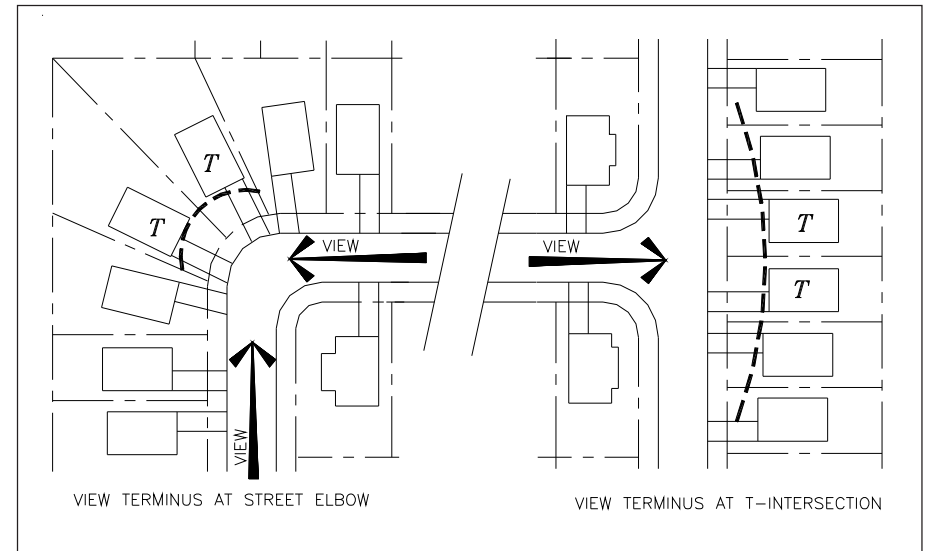 T
T
VIEW
VIEW
T
T
VIEW
VIEW TERMINUS AT STREET ELBOW
VIEW TERMINUS AT T-INTERSECTION